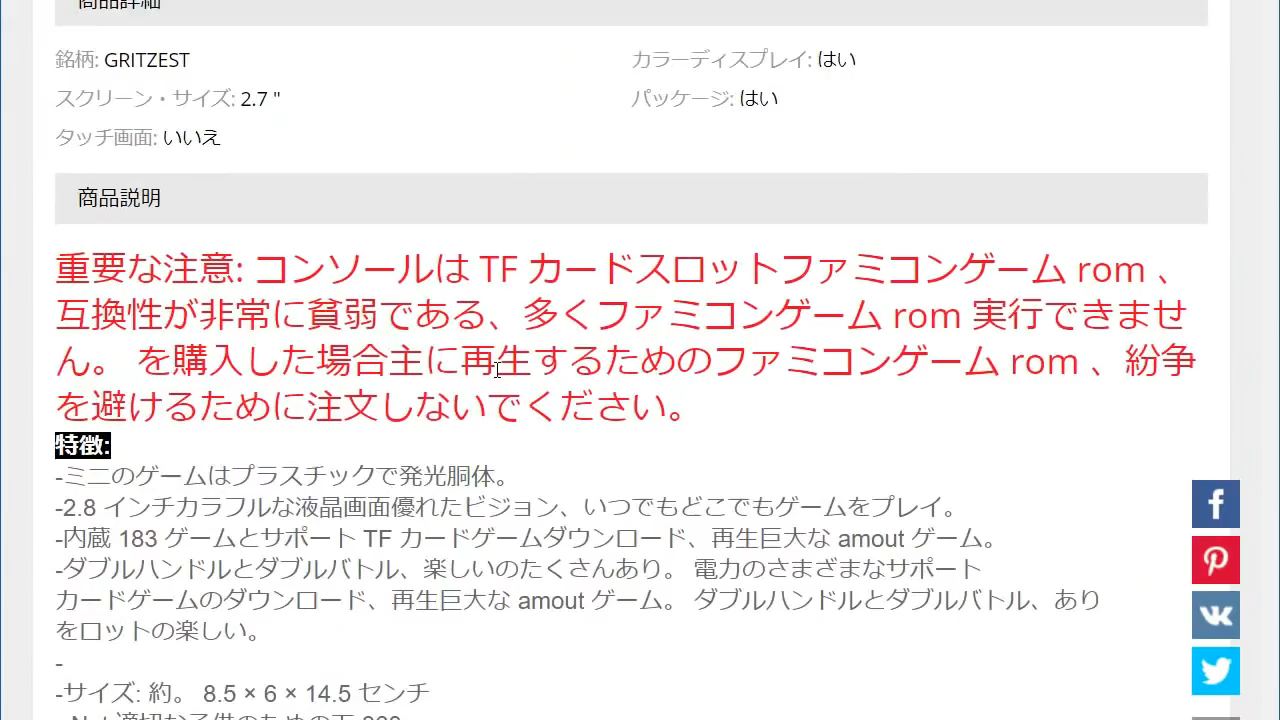 商品詳細
銘柄: GRITZEST
カラーディスプレイ: はい
スクリーン・サイズ: 2.7 "
パッケージ: はい
タッチ画面: いいえ
商品説明
重要な注意: コンソールは TF カードスロットファミコンゲーム rom 、
互換性が非常に貧弱である、多くファミコンゲーム rom 実行できませ
ん。 を購入した場合主に再生するためのファミコンゲーム rom 、紛争
を避けるために注文しないでください。
特徴:
-ミニのゲームはプラスチックで発光胴体。
-2.8 インチカラフルな液晶画面優れたビジョン、いつでもどこでもゲームをプレイ。
-内蔵 183 ゲームとサポート TF カードゲームダウンロード、再生巨大な amout ゲーム。
-ダブルハンドルとダブルバトル、楽しいのたくさんあり。 電力のさまざまなサポート
カードゲームのダウンロード、再生巨大な amout ゲーム。 ダブルハンドルとダブルバトル、あり
をロットの楽しい。
-
-サイズ: 約。 8.5 × 6 × 14.5 センチ